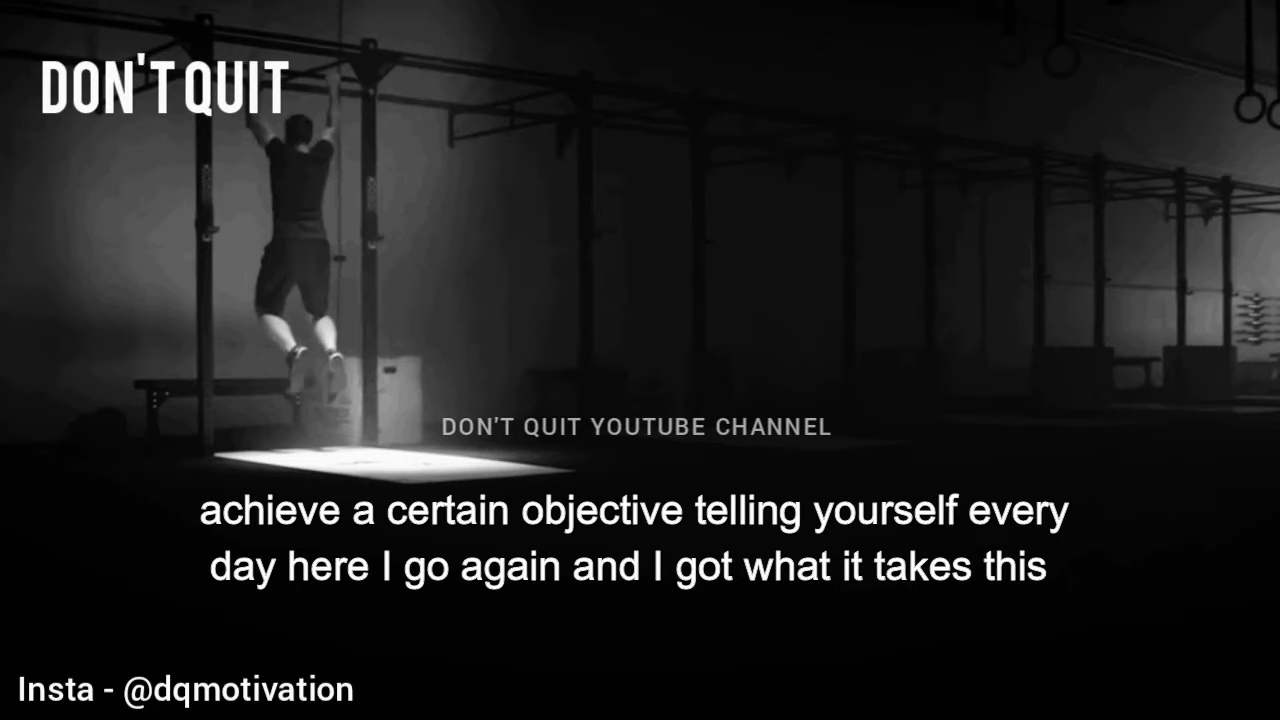 DON'T QUIT
DON'T QUIT YOUTUBE CHANNEL
achieve a certain objective telling yourself every
day here I go again and I got what it takes this
Insta - @dqmotivation